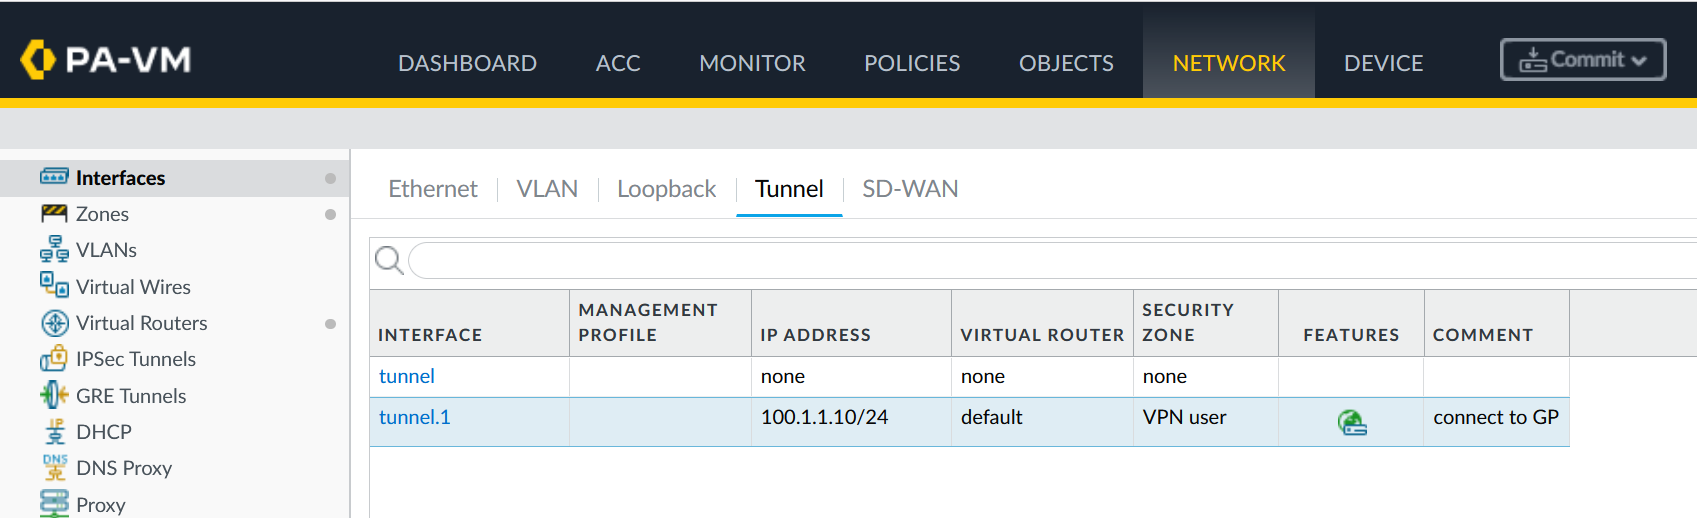 PA-VM DASHBOARD ACC MONITOR POLICIES OBJECTS NETWORK DEVICE Commit
Interfaces
Zones
VLANs
Virtual Wires
Virtual Routers
IPSec Tunnels
GRE Tunnels
IP
DHCP
DNS
DNS Proxy
Proxy
Ethernet VLAN Loopback Tunnel SD-WAN
INTERFACE MANAGEMENT PROFILE IP ADDRESS VIRTUAL ROUTER SECURITY ZONE FEATURES COMMENT
tunnel none none none
tunnel.1 100.1.1.10/24 default VPN user connect to GP